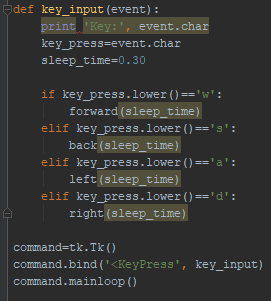 def key_input(event):
    print 'Key:', event.char
    key_press=event.char
    sleep_time=0.30

    if key_press.lower()=='w':
        forward(sleep_time)
    elif key_press.lower()=='s':
        back(sleep_time)
    elif key_press.lower()=='a':
        left(sleep_time)
    elif key_press.lower()=='d':
        right(sleep_time)

command=tk.Tk()
command.bind('<KeyPress', key_input)
command.mainloop()